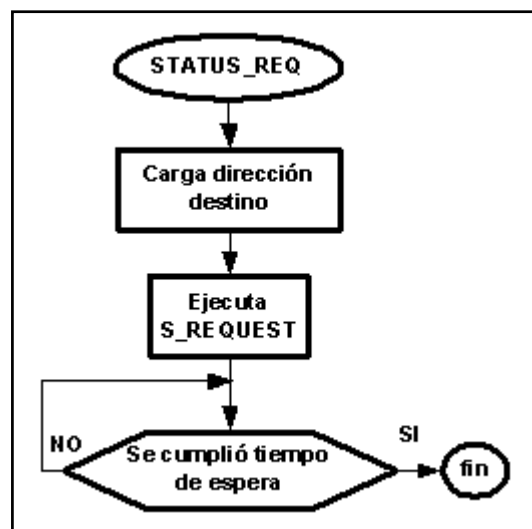 STATUS_REQ
Carga dirección
destino
Ejecuta
S_REQUEST
NO
Se cumplió tiempo
de espera
SI
fin